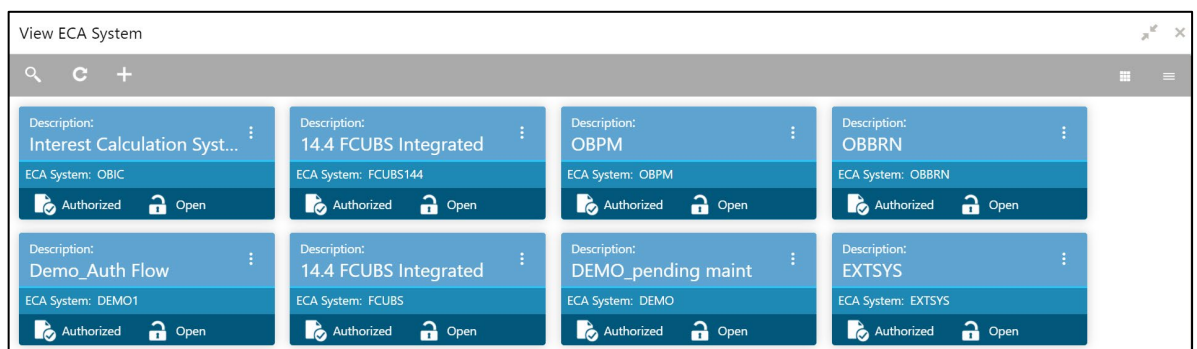 View ECA System
Description: Description: Description: Description:
Interest Calculation Syst... 14.4 FCUBS Integrated OBPM OBBRN
ECA System: OBIC ECA System: FCUBS144 ECA System: OBPM ECA System: OBBRN
Authorized Open Authorized Open Authorized Open Authorized Open
Description: Description: Description: Description:
Demo_Auth Flow 14.4 FCUBS Integrated DEMO_pending maint EXTSYS
ECA System: DEMO1 ECA System: FCUBS ECA System: DEMO ECA System: EXTSYS
Authorized Open Authorized Open Authorized Open Authorized Open